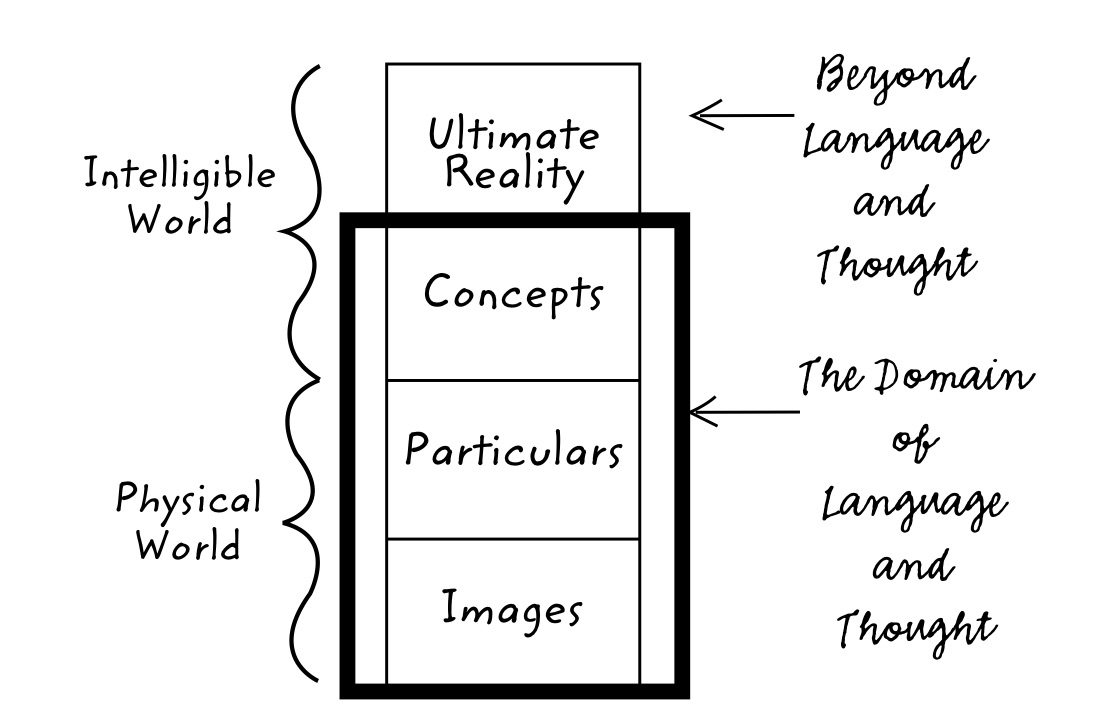 Intelligible
World
Physical
World
Ultimate
Reality
Concepts
Particulars
Images
Beyond
Language
and
Thought
The Domain
of
Language
and
Thought